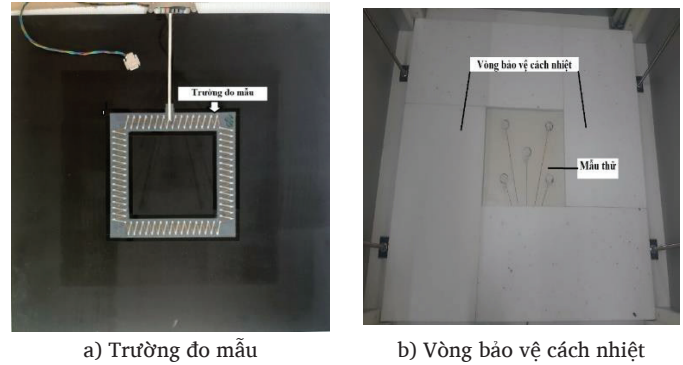 Trường đo mẫu
Vòng bảo vệ cách nhiệt
Mẫu thử
a) Trường đo mẫu
b) Vòng bảo vệ cách nhiệt